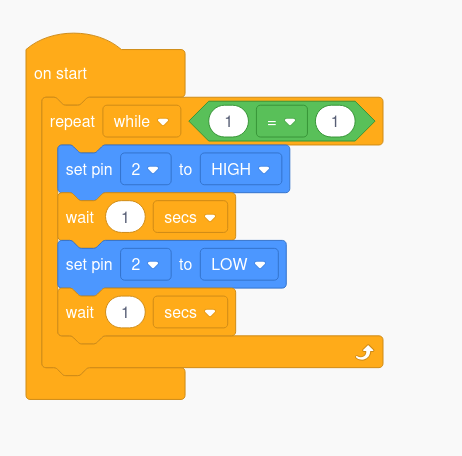 on start
repeat while 1 = 1
set pin 2 to HIGH
wait 1 secs
set pin 2 to LOW
wait 1 secs